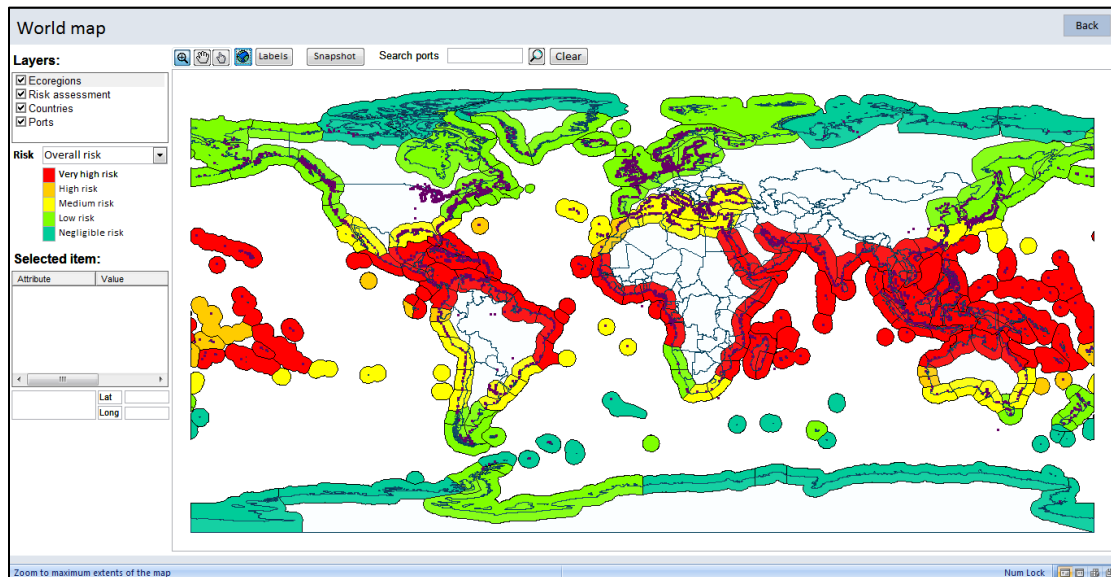 World map
Back
Layers:
Labels
Snapshot
Search ports
Clear
Ecoregions
Risk assessment
Countries
Ports
Risk
Overall risk
Very high risk
High risk
Medium risk
Low risk
Negligible risk
Selected item:
Attribute Value
Lat
Long
Zoom to maximum extents of the map
Num Lock